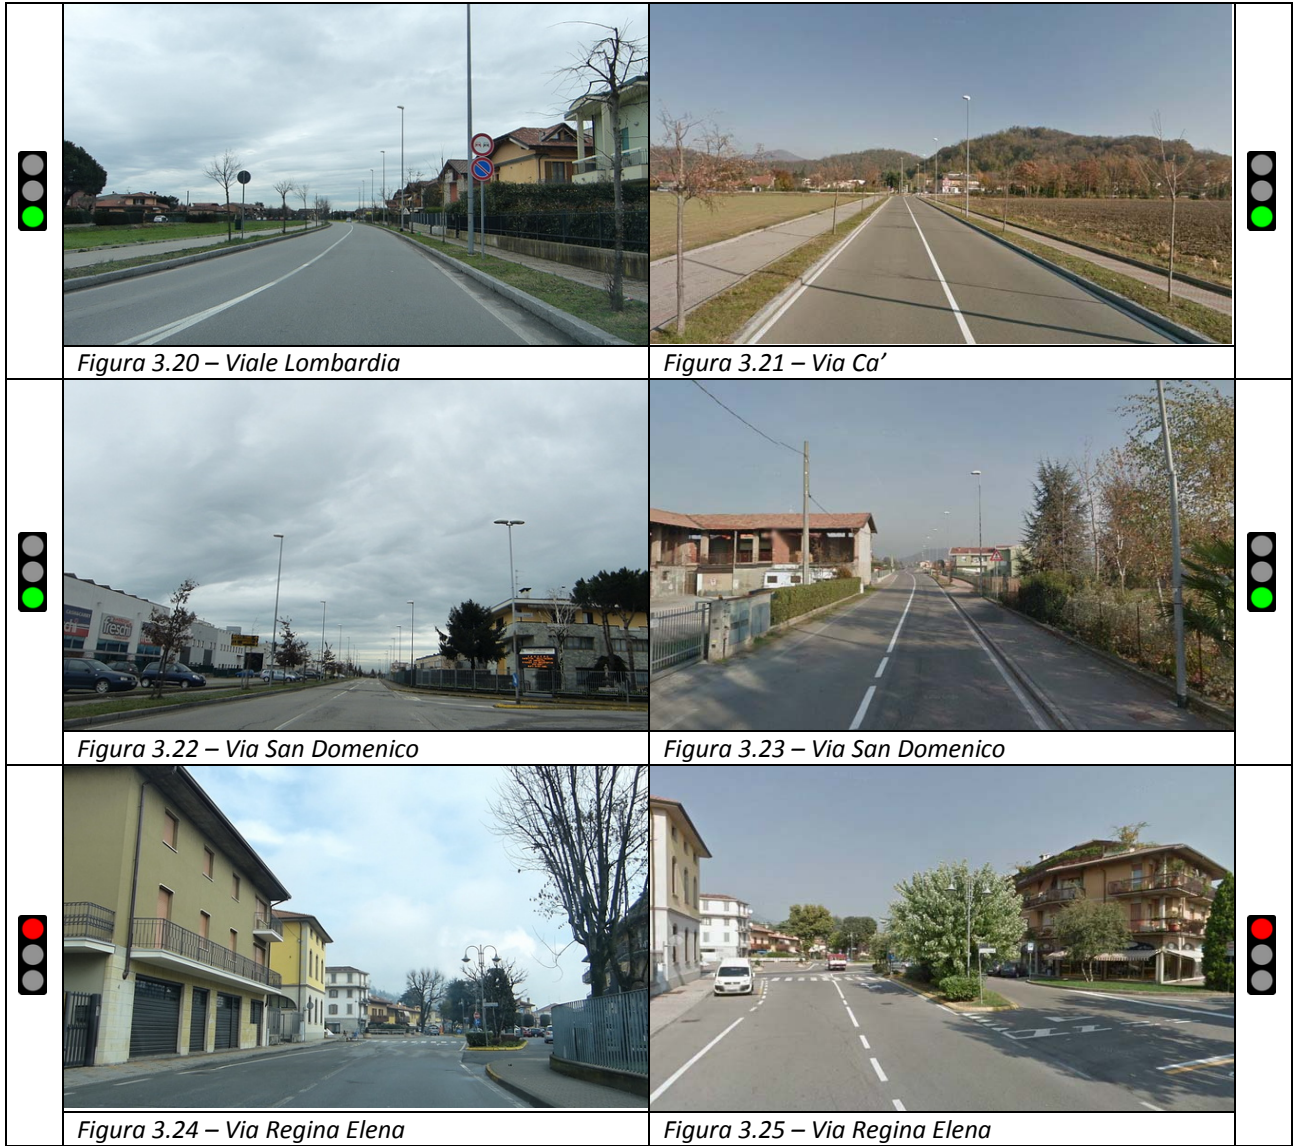 Figura 3.20 – Viale Lombardia
Figura 3.21 – Via Ca’
fresch
Figura 3.22 – Via San Domenico
Figura 3.23 – Via San Domenico
Figura 3.24 – Via Regina Elena
Figura 3.25 – Via Regina Elena